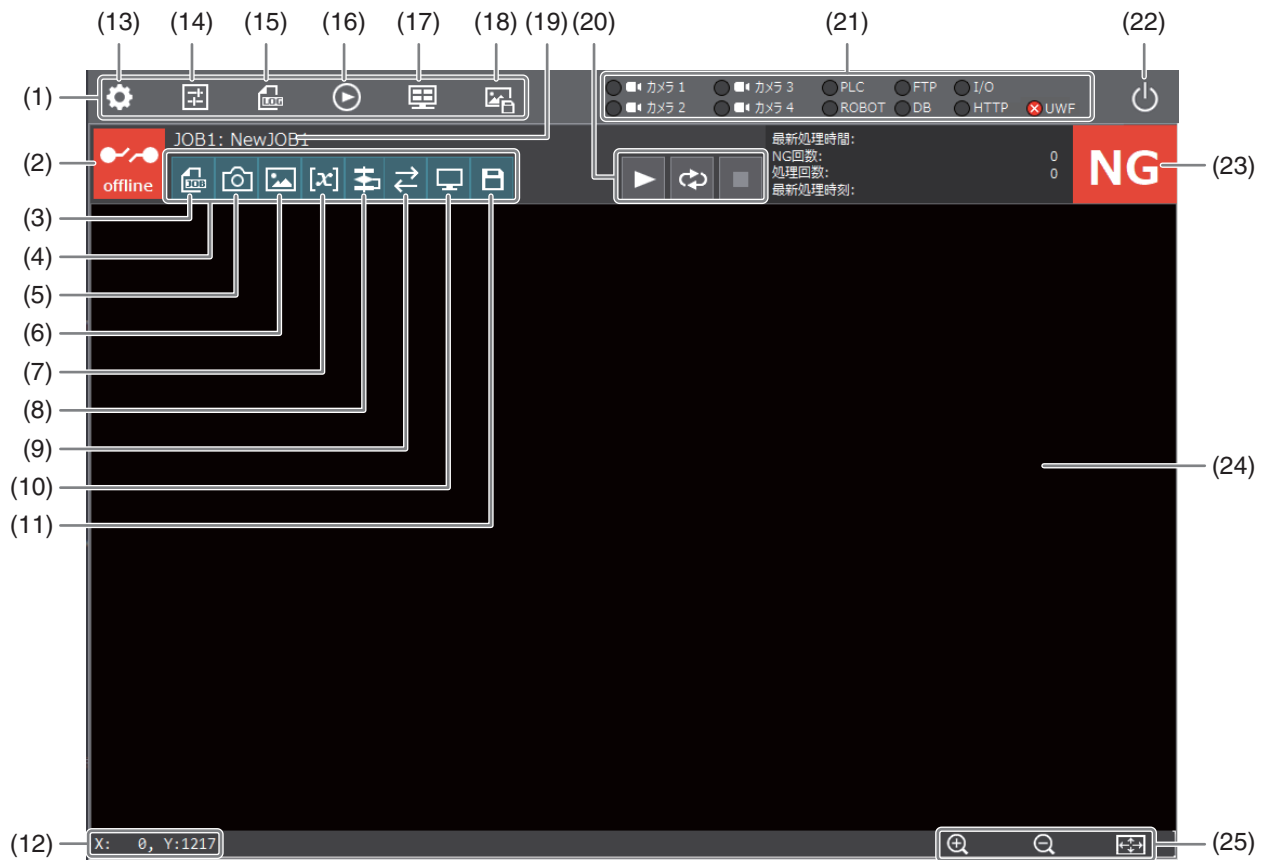 (13) (14) (15) (16) (17) (18) (19) (20) (21) (22)
(1)
LOG
カメラ 1 カメラ 3 PLC FTP I/O
カメラ 2 カメラ 4 ROBOT DB HTTP UWF
(2)
offline
JOB1: NewJOB1
JOB
[x]
最新処理時間:
NG回数: 0
処理回数: 0
最新処理時刻:
NG
(23)
(3)
(4)
(5)
(6)
(7)
(8)
(9)
(10)
(11)
(24)
(12)
X: 0, Y:1217
(25)